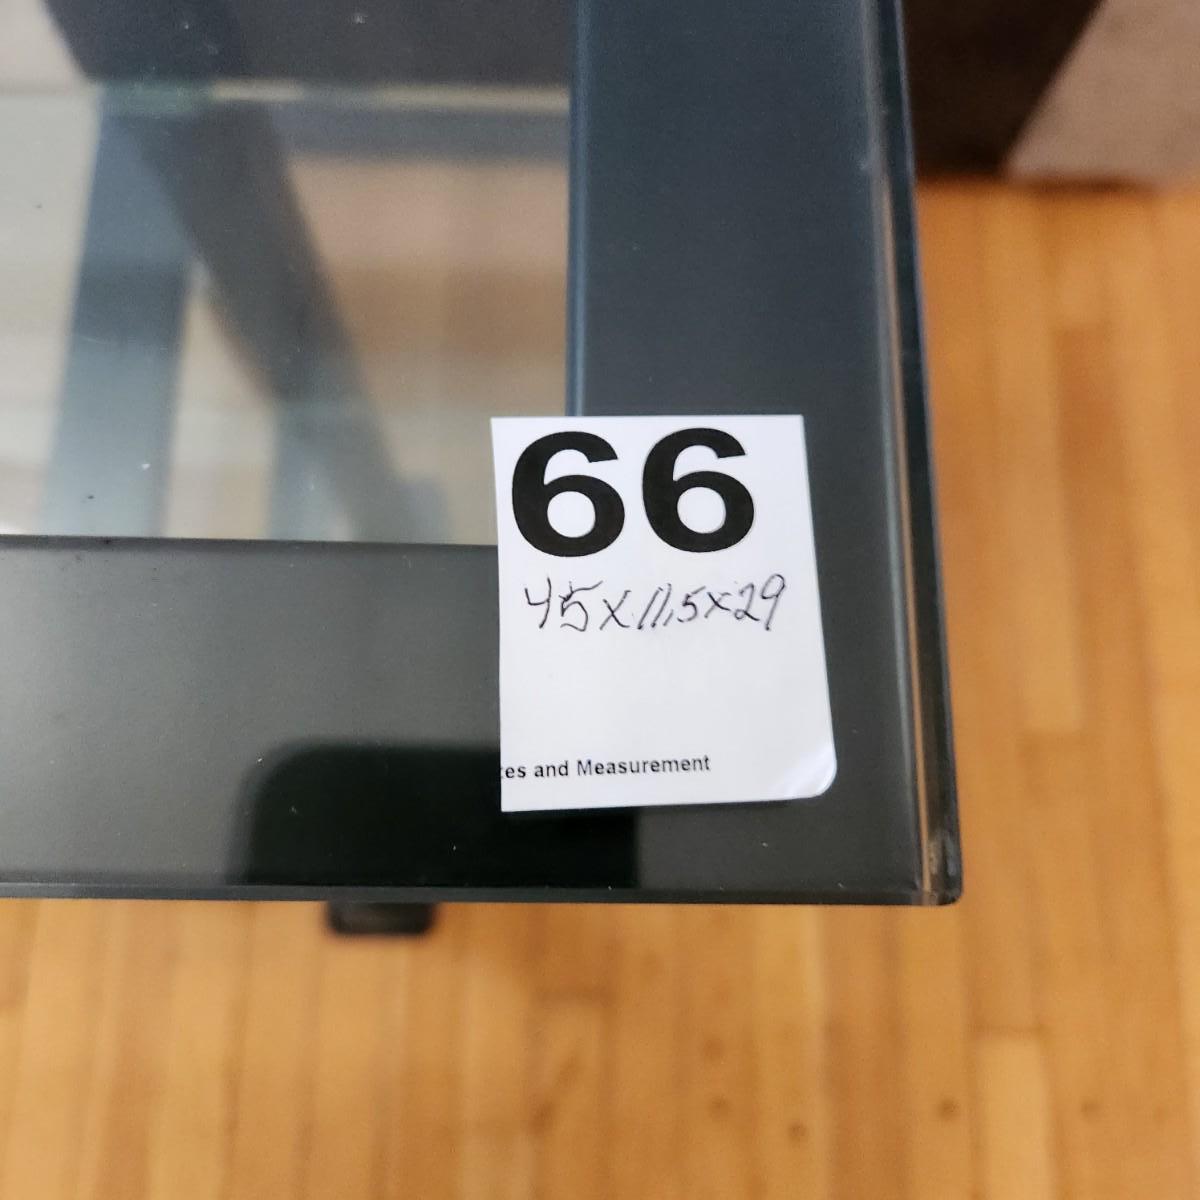 66
45x11.5x29
es and Measurement